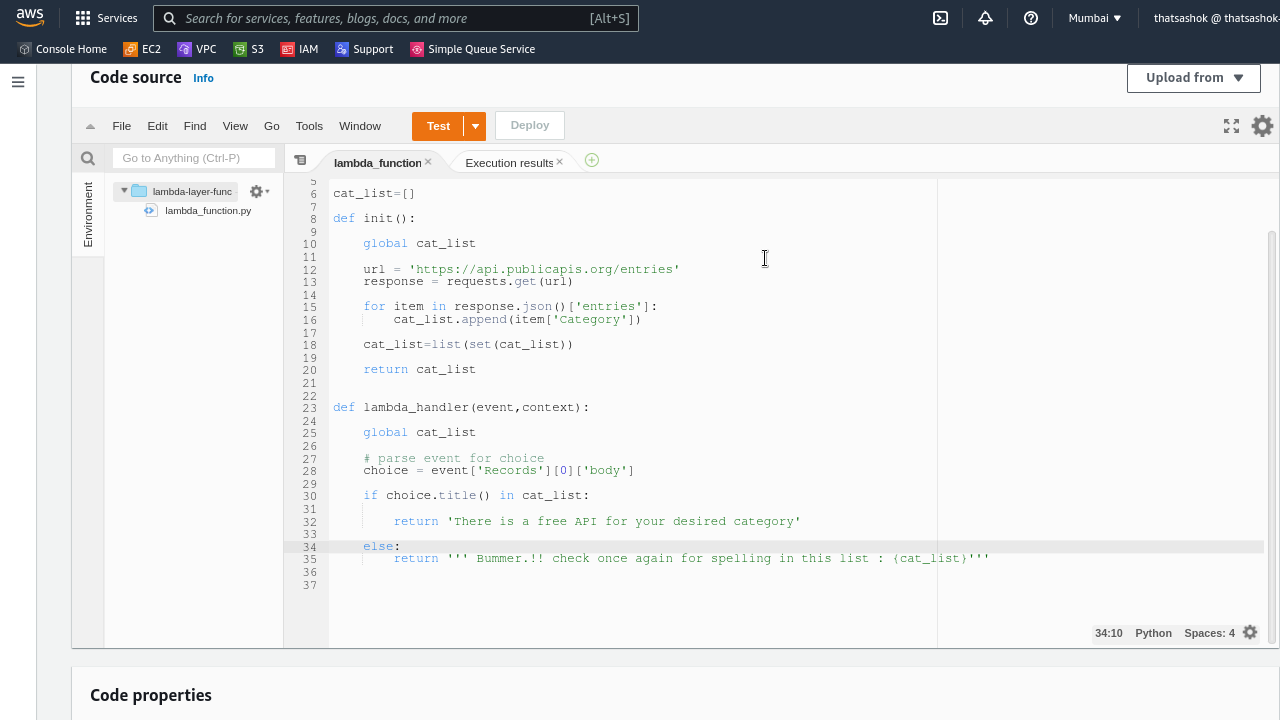 aws
Services
Search for services, features, blogs, docs, and more
[Alt+S]
Mumbai
thatsashok @ thatsashok-
Console Home
EC2
VPC
S3
IAM
Support
Simple Queue Service
Code source
Info
Upload from
File
Edit
Find
View
Go
Tools
Window
Test
Deploy
Go to Anything (Ctrl-P)
lambda_function
Execution results
Environment
lambda-layer-func
lambda_function.py
5
6 cat_list=[]
7
8 def init():
9
10 global cat_list
11
12 url = 'https://api.publicapis.org/entries'
13 response = requests.get(url)
14
15 for item in response.json()['entries']:
16 cat_list.append(item['Category'])
17
18 cat_list=list(set(cat_list))
19
20 return cat_list
21
22
23 def lambda_handler(event,context):
24
25 global cat_list
26
27 # parse event for choice
28 choice = event['Records'][0]['body']
29
30 if choice.title() in cat_list:
31
32 return 'There is a free API for your desired category'
33
34 else:
35 return ''' Bummer.!! check once again for spelling in this list : {cat_list}'''
36
37
34:10
Python
Spaces: 4
Code properties